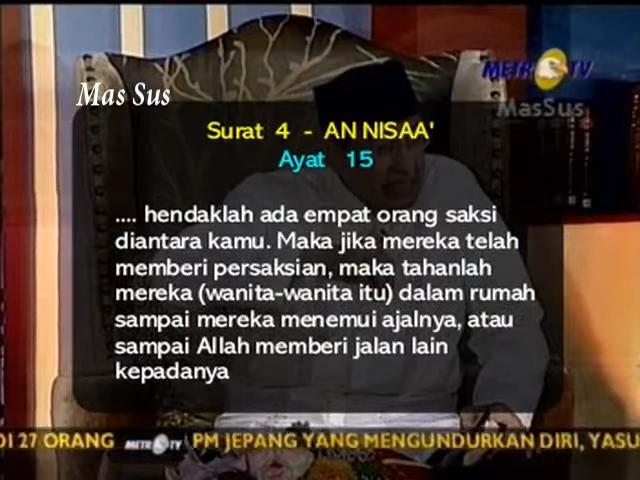 METRO TV
Mas Sus
MasSus
Surat 4 - AN NISAA'
Ayat 15
.... hendaklah ada empat orang saksi
diantara kamu. Maka jika mereka telah
memberi persaksian, maka tahanlah
mereka (wanita-wanita itu) dalam rumah
sampai mereka menemui ajalnya, atau
sampai Allah memberi jalan lain
kepadanya
DI 27 ORANG METRO TV PM JEPANG YANG MENGUNDURKAN DIRI, YASU